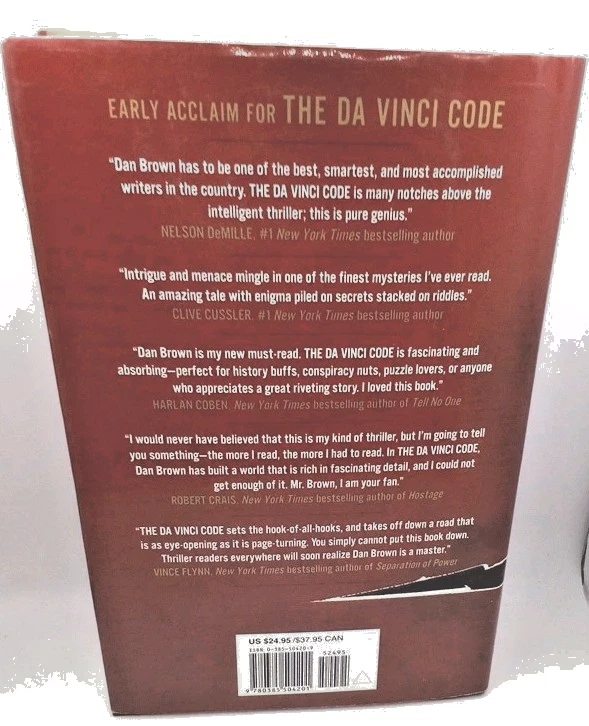 EARLY ACCLAIM FOR THE DA VINCI CODE
"Dan Brown has to be one of the best, smartest, and most accomplished
writers in the country. THE DA VINCI CODE is many notches above the
intelligent thriller; this is pure genius."
NELSON DeMILLE, #1 New York Times bestselling author
"Intrigue and menace mingle in one of the finest mysteries I've ever read.
An amazing tale with enigma piled on secrets stacked on riddles."
CLIVE CUSSLER, #1 New York Times bestselling author
"Dan Brown is my new must-read. THE DA VINCI CODE is fascinating and
absorbing—perfect for history buffs, conspiracy nuts, puzzle lovers, or anyone
who appreciates a great riveting story. I loved this book."
HARLAN COBEN, New York Times bestselling author of Tell No One
"I would never have believed that this is my kind of thriller, but I'm going to tell
you something—the more I read, the more I had to read. In THE DA VINCI CODE,
Dan Brown has built a world that is rich in fascinating detail, and I could not
get enough of it. Mr. Brown, I am your fan."
ROBERT CRAIS, New York Times bestselling author of Hostage
"THE DA VINCI CODE sets the hook-of-all-hooks, and takes off down a road that
is as eye-opening as it is page-turning. You simply cannot put this book down.
Thriller readers everywhere will soon realize Dan Brown is a master."
VINCE FLYNN, New York Times bestselling author of Separation of Power
US $24.95/$37.95 CAN
ISBN 0-385-50420-9
52495
9 780385 504201